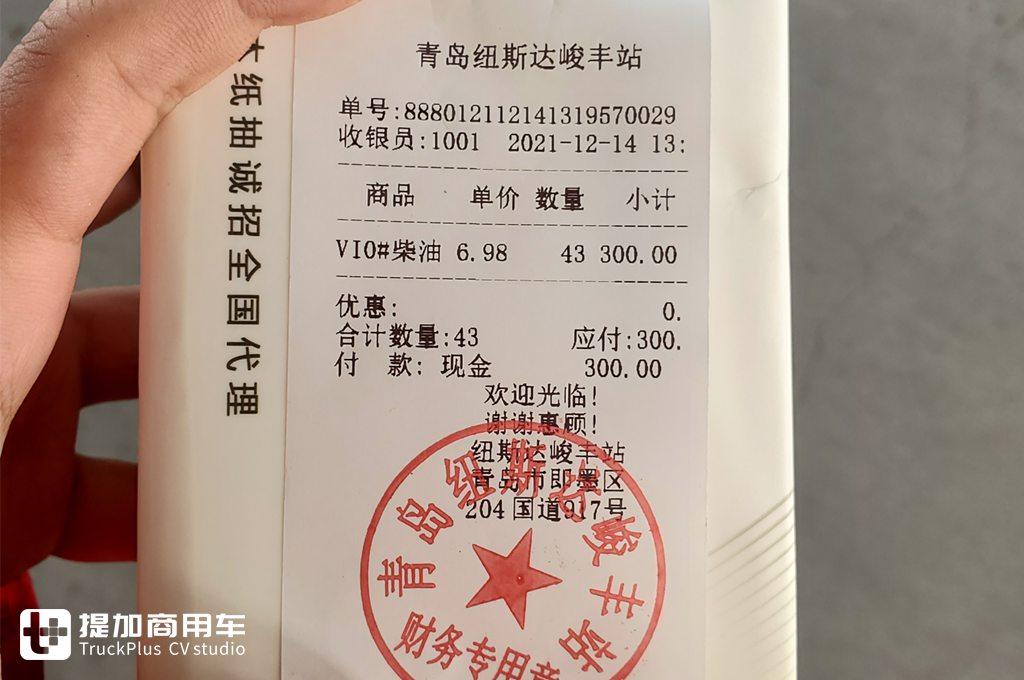 青岛纽斯达峻丰站
单号:888012112141319570029
收银员:1001 2021-12-14 13:
商品 单价 数量 小计
VI0#柴油 6.98 43 300.00
优惠: 0.
合计数量:43 应付:300.
付 款: 现金 300.00
欢迎光临!
谢谢惠顾!
纽斯达峻丰站
青岛市即墨区
204国道917号
青岛纽斯达峻丰站
财务专用章
纸抽诚招全国代理
提加商用车
TruckPlus CV studio